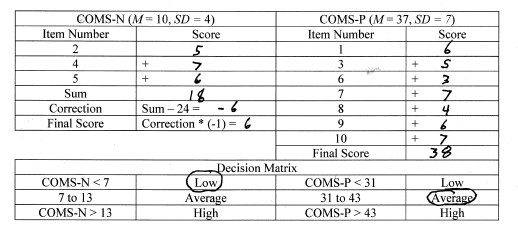 COMS-N (M = 10, SD = 4) COMS-P (M = 37, SD = 7)
Item Number Score Item Number Score
2 5 1 6
4 + 7 3 + 5
5 + 6 6 + 3
Sum 18 7 + 7
Correction Sum – 24 = - 6 8 + 4
Final Score Correction * (-1) = 6 9 + 6
10 + 7
Final Score 38
Decision Matrix
COMS-N < 7 Low COMS-P < 31 Low
7 to 13 Average 31 to 43 Average
COMS-N > 13 High COMS-P > 43 High